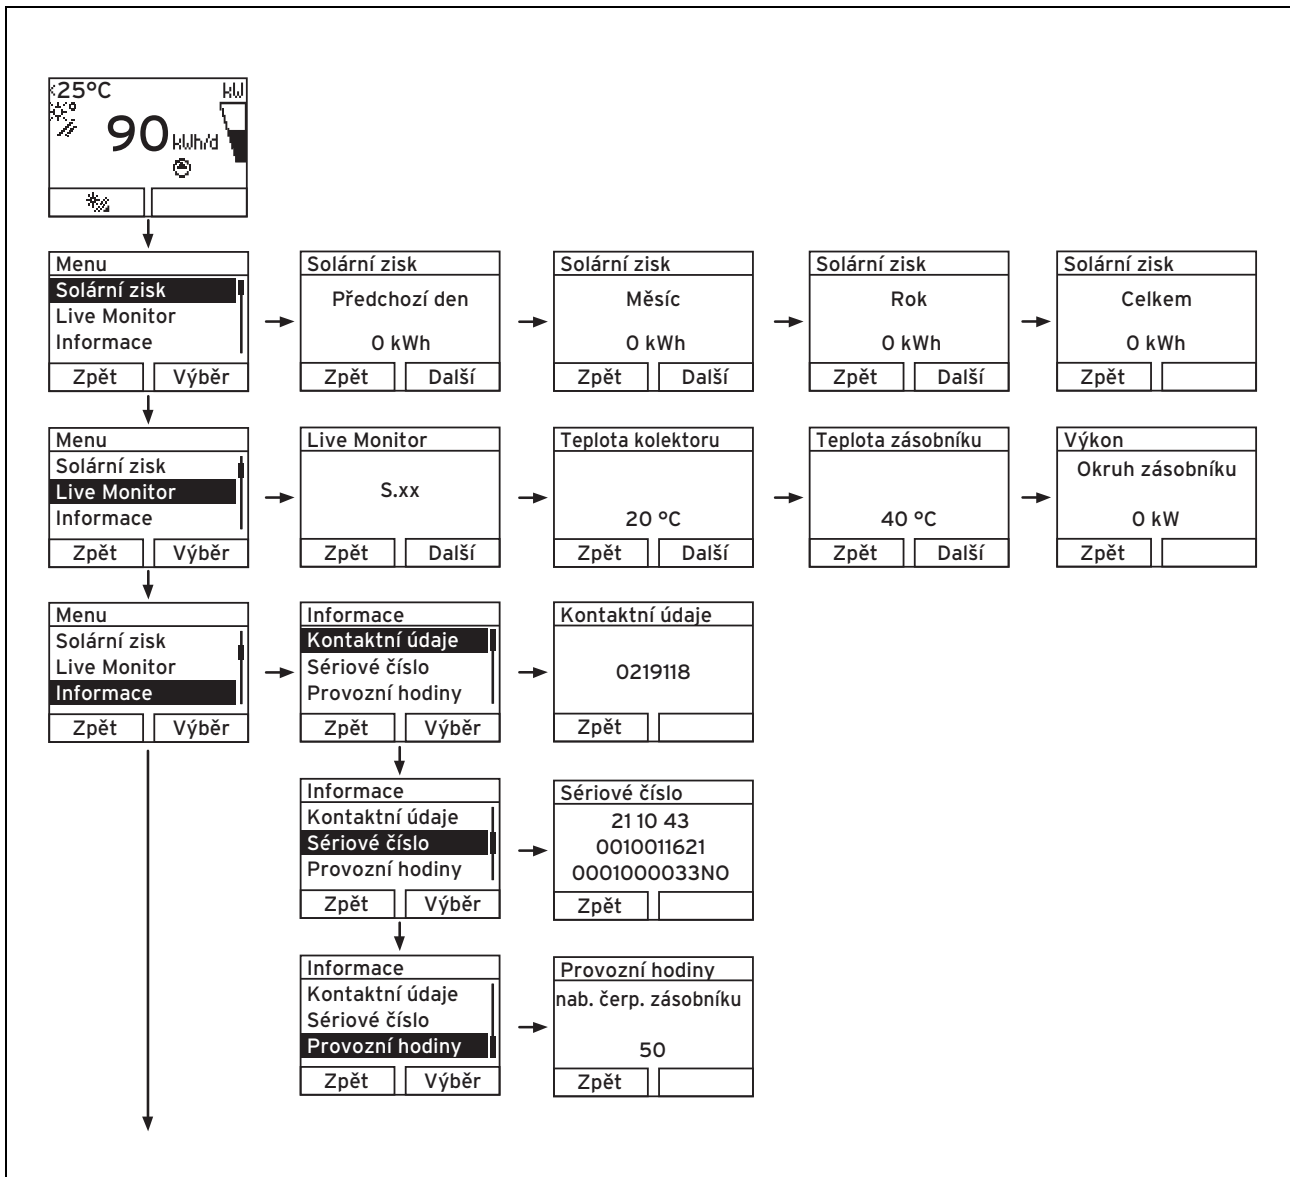 25°C kW
90 kWh/d
Menu
Solární zisk
Live Monitor
Informace
Zpět Výběr
Solární zisk
Předchozí den
0 kWh
Zpět Další
Solární zisk
Měsíc
0 kWh
Zpět Další
Solární zisk
Rok
0 kWh
Zpět Další
Solární zisk
Celkem
0 kWh
Zpět
Menu
Solární zisk
Live Monitor
Informace
Zpět Výběr
Live Monitor
S.xx
Zpět Další
Teplota kolektoru
20 °C
Zpět Další
Teplota zásobníku
40 °C
Zpět Další
Výkon
Okruh zásobníku
0 kW
Zpět
Menu
Solární zisk
Live Monitor
Informace
Zpět Výběr
Informace
Kontaktní údaje
Sériové číslo
Provozní hodiny
Zpět Výběr
Kontaktní údaje
0219118
Zpět
Informace
Kontaktní údaje
Sériové číslo
Provozní hodiny
Zpět Výběr
Sériové číslo
21 10 43
0010011621
0001000033N0
Zpět
Informace
Kontaktní údaje
Sériové číslo
Provozní hodiny
Zpět Výběr
Provozní hodiny
nab. čerp. zásobníku
50
Zpět